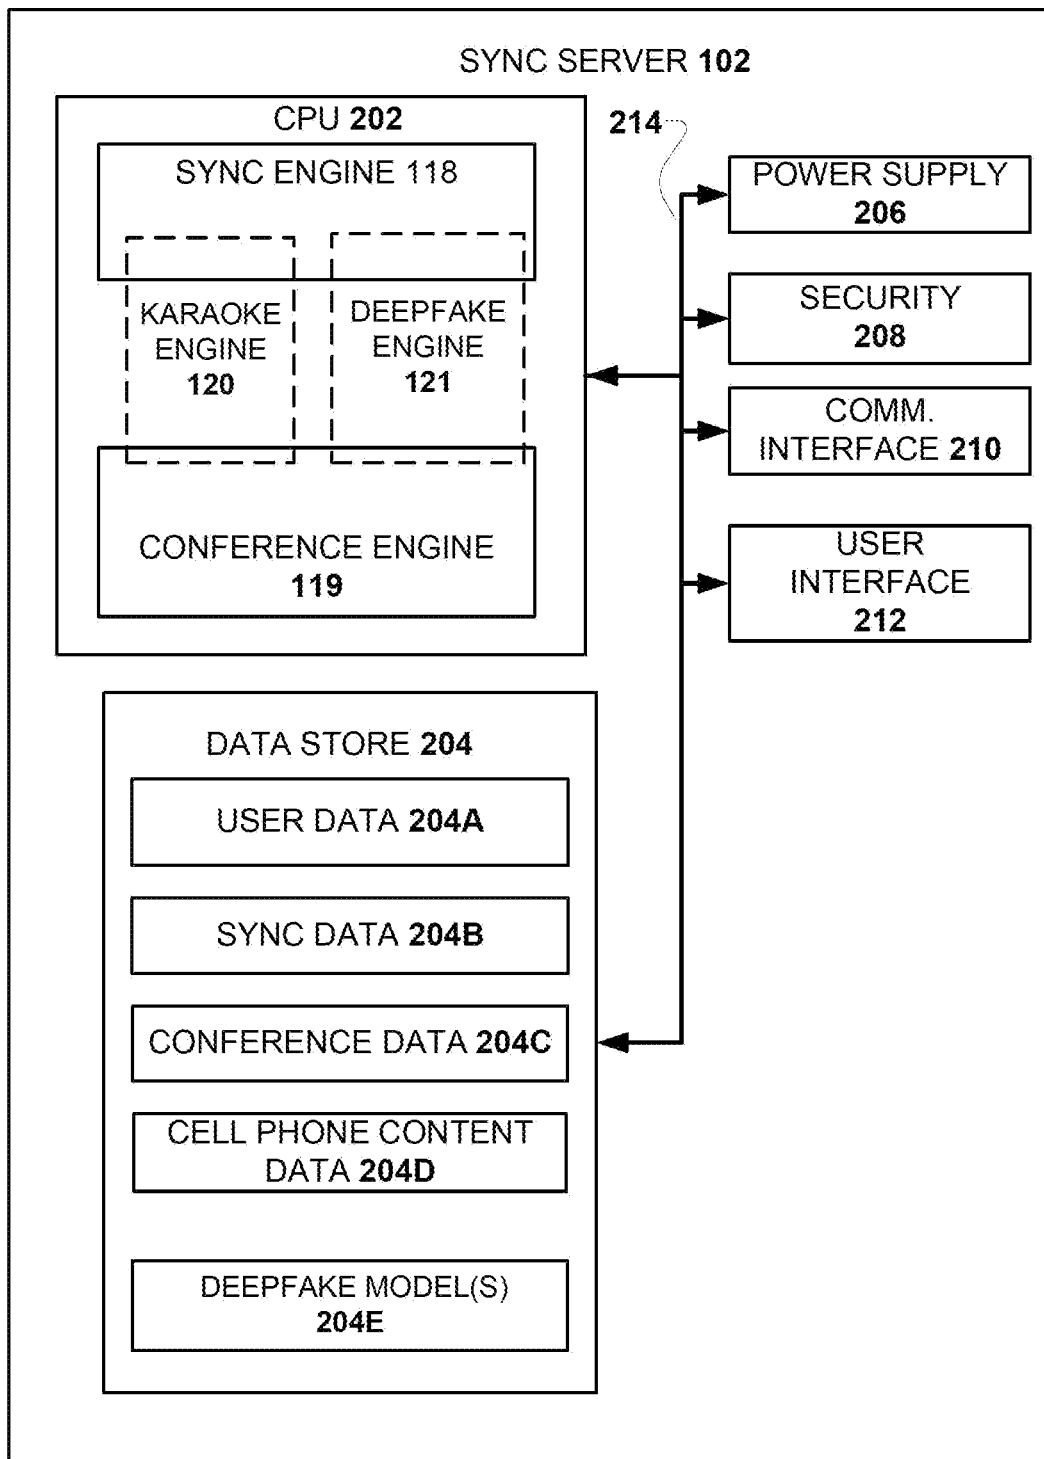 SYNC SERVER 102
CPU 202
SYNC ENGINE 118
KARAOKE
ENGINE
120
DEEPFAKE
ENGINE
121
CONFERENCE ENGINE
119
214
POWER SUPPLY
206
SECURITY
208
COMM.
INTERFACE 210
USER
INTERFACE
212
DATA STORE 204
USER DATA 204A
SYNC DATA 204B
CONFERENCE DATA 204C
CELL PHONE CONTENT
DATA 204D
DEEPFAKE MODEL(S)
204E